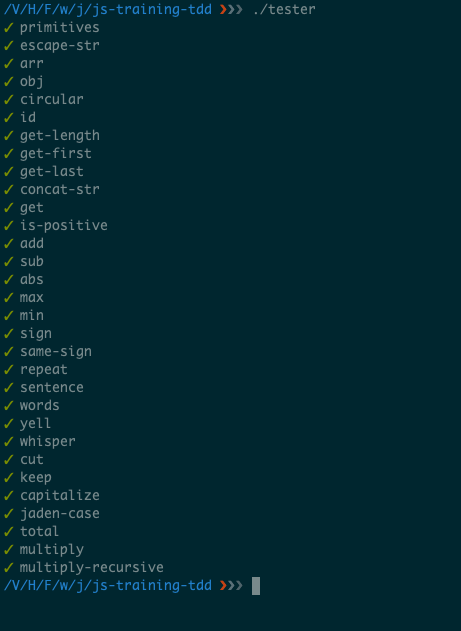 /V/H/F/w/j/js-training-tdd ❯❯❯ ./tester
✓ primitives
✓ escape-str
✓ arr
✓ obj
✓ circular
✓ id
✓ get-length
✓ get-first
✓ get-last
✓ concat-str
✓ get
✓ is-positive
✓ add
✓ sub
✓ abs
✓ max
✓ min
✓ sign
✓ same-sign
✓ repeat
✓ sentence
✓ words
✓ yell
✓ whisper
✓ cut
✓ keep
✓ capitalize
✓ jaden-case
✓ total
✓ multiply
✓ multiply-recursive
/V/H/F/w/j/js-training-tdd ❯❯❯